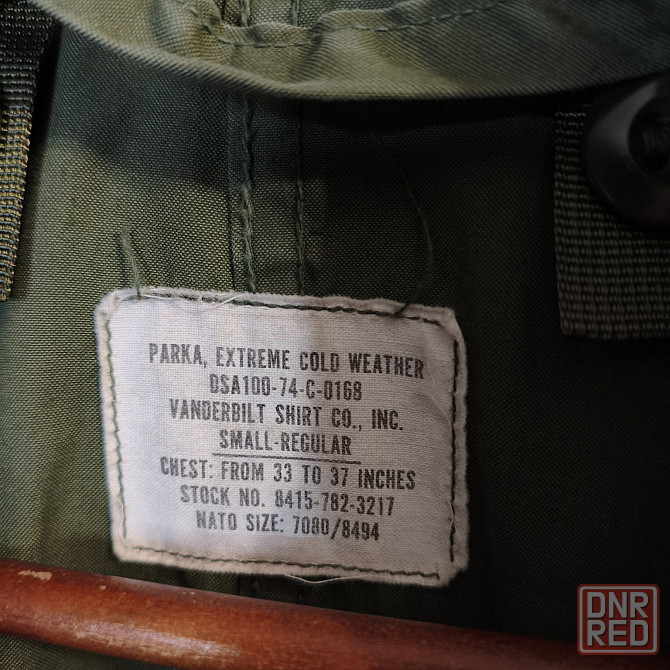 PARKA, EXTREME COLD WEATHER
DSA100-74-C-0168
VANDERBILT SHIRT CO., INC.
SMALL-REGULAR
CHEST: FROM 33 TO 37 INCHES
STOCK NO. 8415-782-3217
NATO SIZE: 7080/8494
DNR
RED